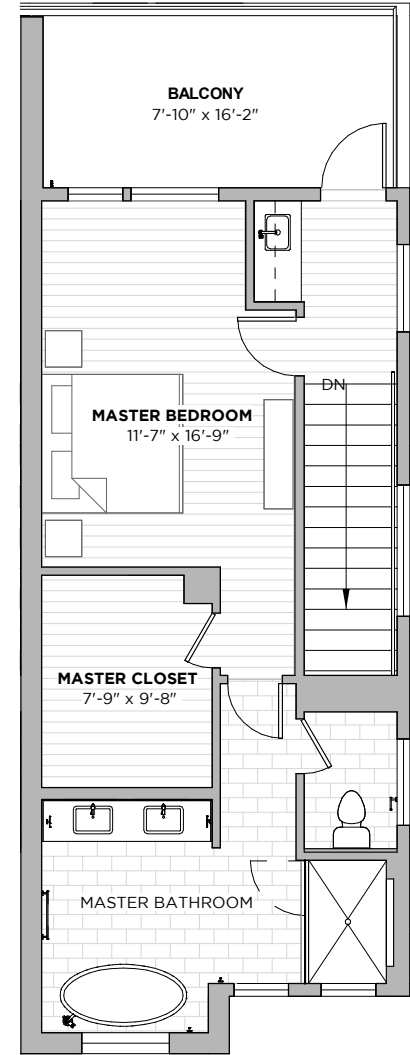 BALCONY
7'-10" x 16'-2"
DN
MASTER BEDROOM
11'-7" x 16'-9"
MASTER CLOSET
7'-9" x 9'-8"
MASTER BATHROOM